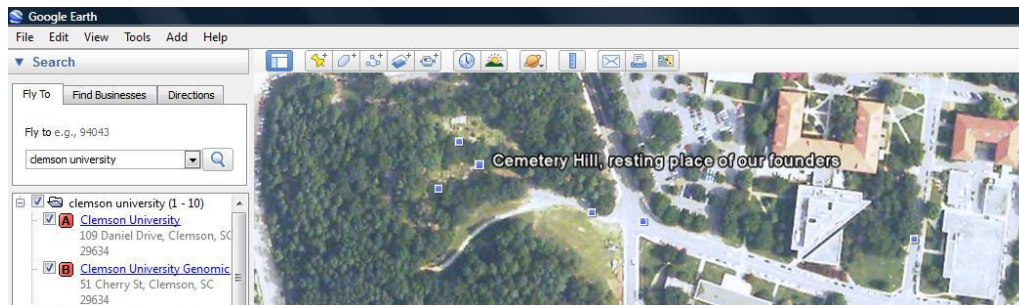 Google Earth
File Edit View Tools Add Help
Search
Fly To Find Businesses Directions
Fly to e.g., 94043
clemson university
clemson university (1 - 10)
A Clemson University
109 Daniel Drive, Clemson, SC
29634
B Clemson University Genomic
51 Cherry St, Clemson, SC
29634
Cemetery Hill, resting place of our founders